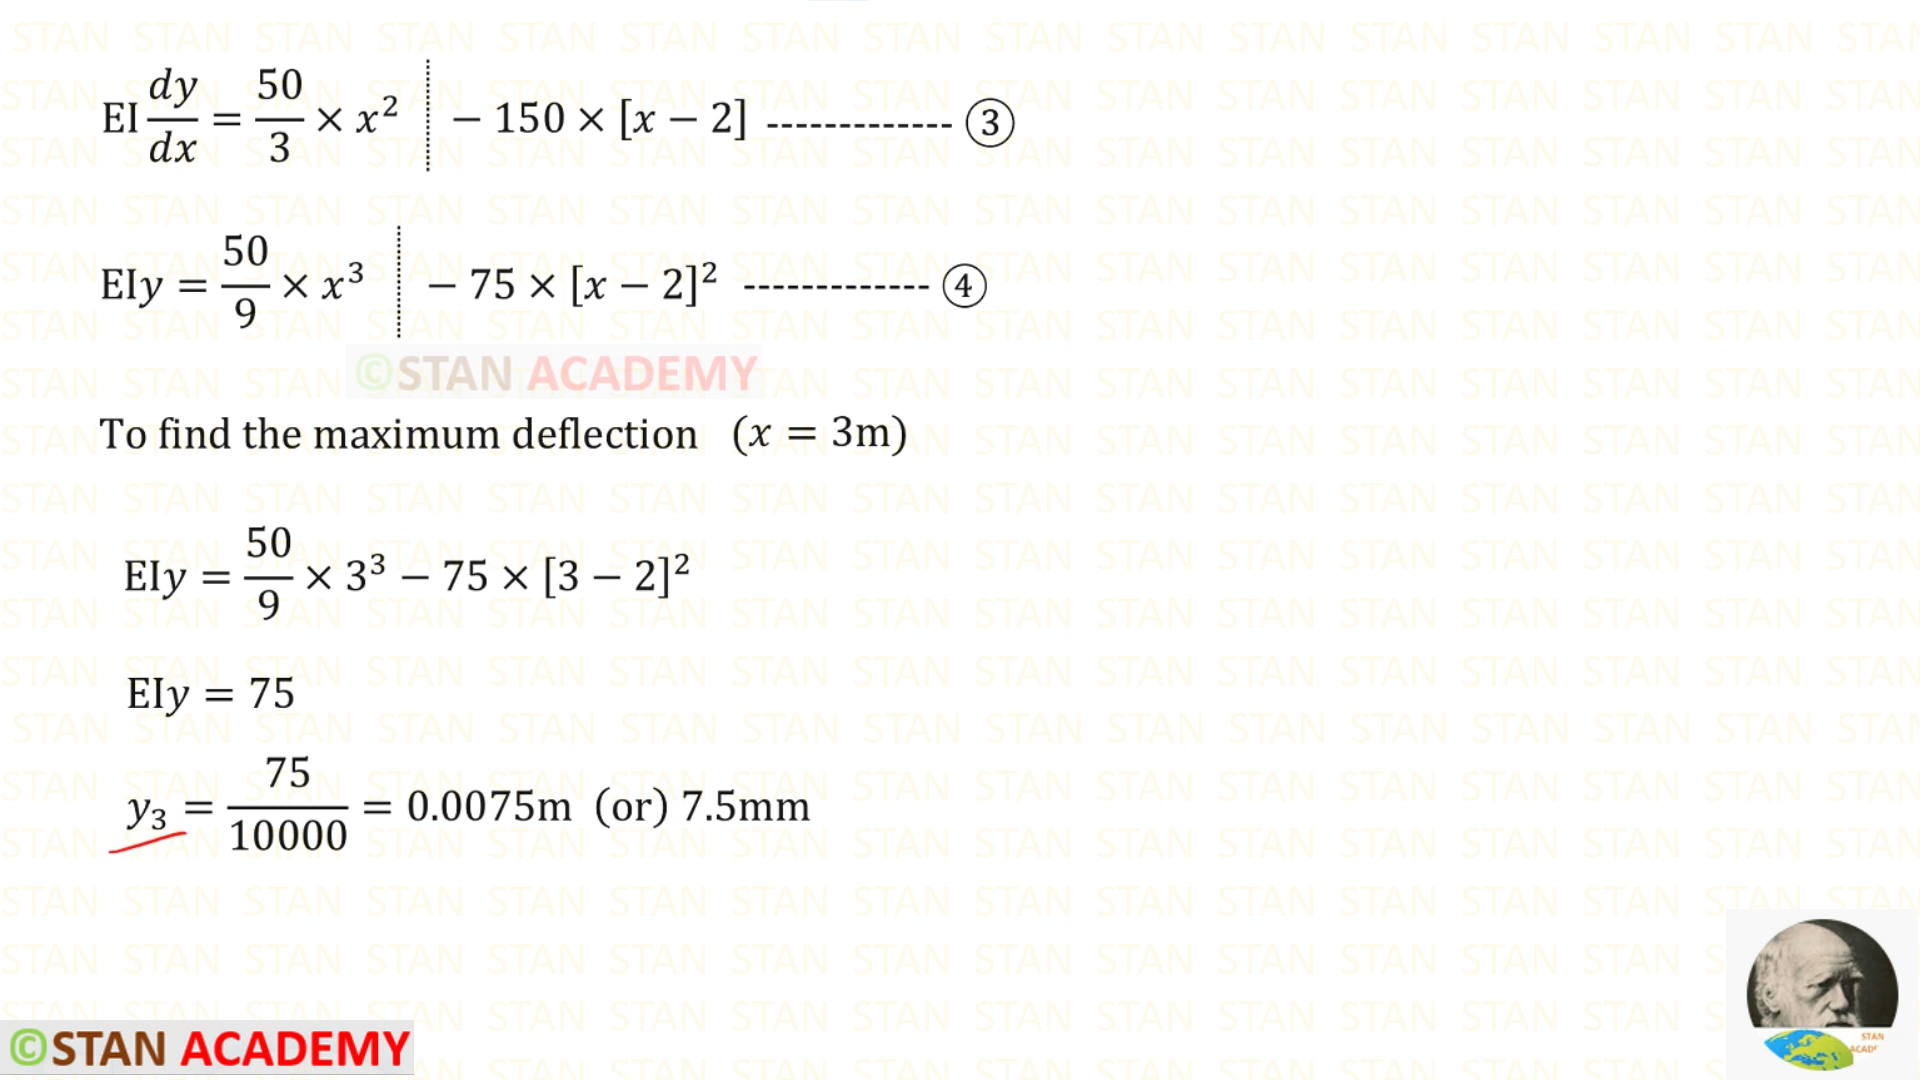 EI dy/dx = 50/3 × x² | − 150 × [x − 2] ------------- ③
EIy = 50/9 × x³ | − 75 × [x − 2]² ------------- ④
©STAN ACADEMY
To find the maximum deflection (x = 3m)
EIy = 50/9 × 3³ − 75 × [3 − 2]²
EIy = 75
y₃ = 75/10000 = 0.0075m (or) 7.5mm
©STAN ACADEMY
STAN